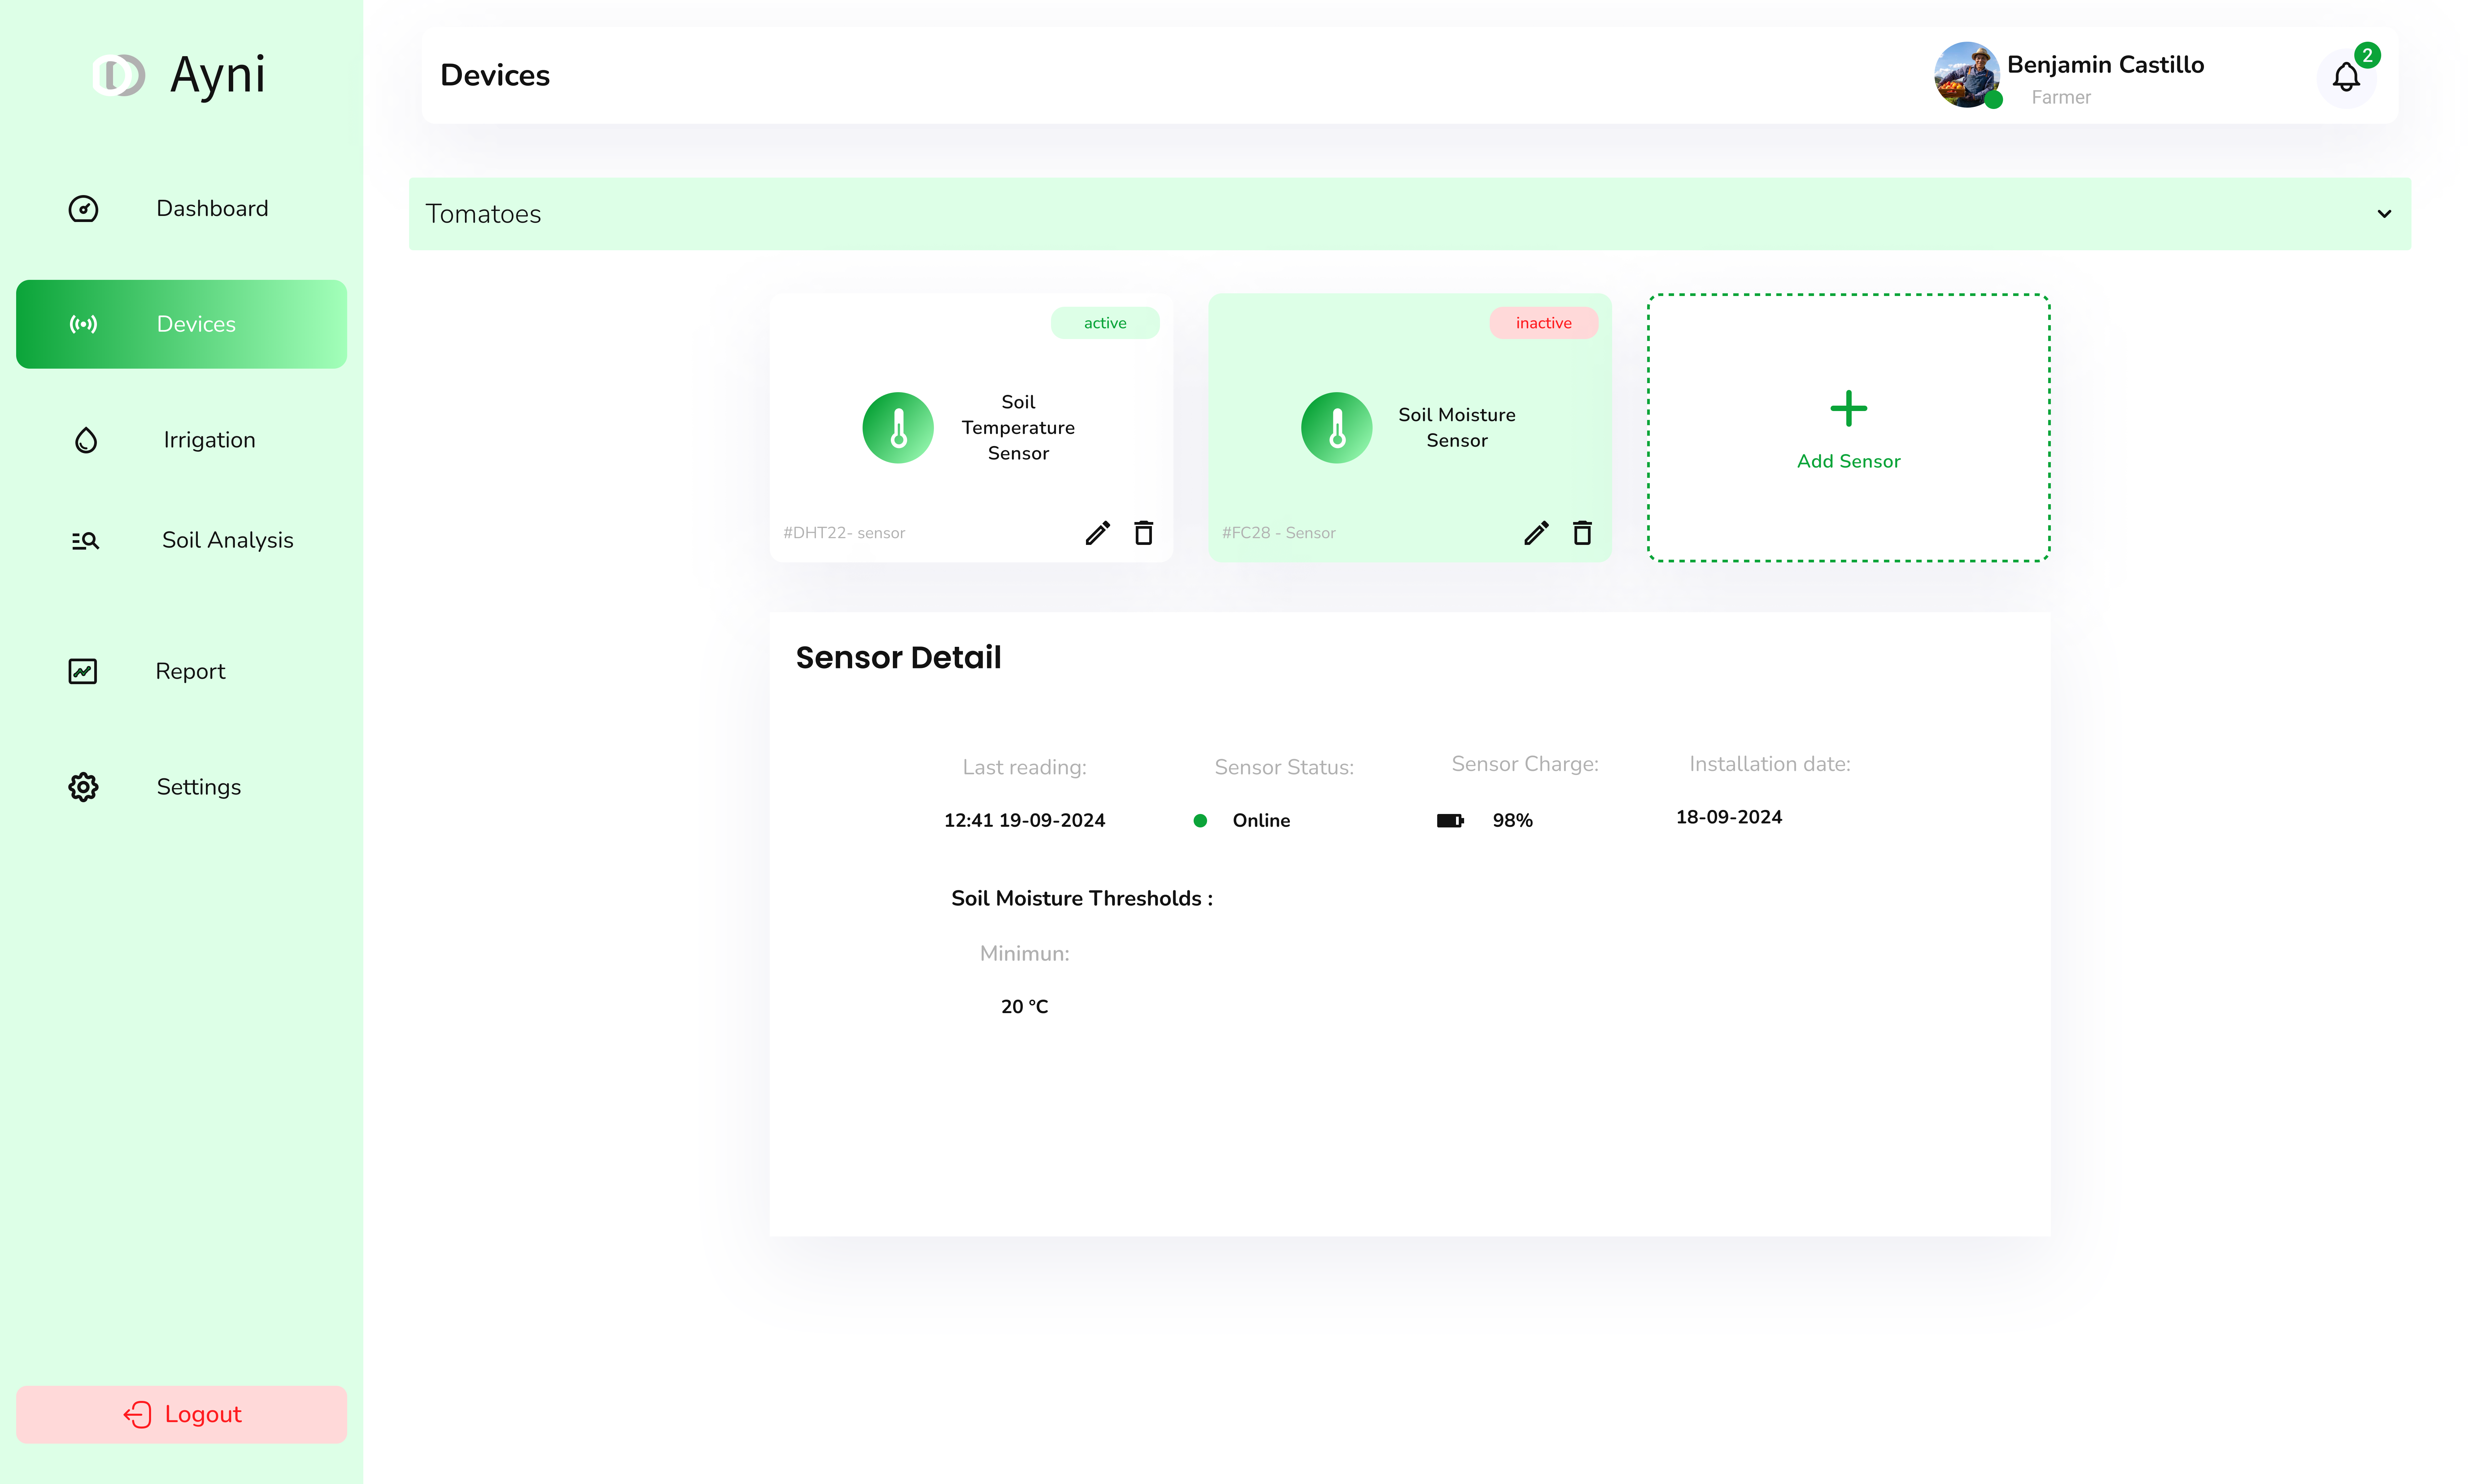 Ayni
Dashboard
Devices
Irrigation
Soil Analysis
Report
Settings
Logout
Devices
Benjamin Castillo
Farmer
2
Tomatoes
active
Soil
Temperature
Sensor
#DHT22- sensor
inactive
Soil Moisture
Sensor
#FC28 - Sensor
Add Sensor
Sensor Detail
Last reading:
12:41 19-09-2024
Sensor Status:
Online
Sensor Charge:
98%
Installation date:
18-09-2024
Soil Moisture Thresholds :
Minimun:
20 °C